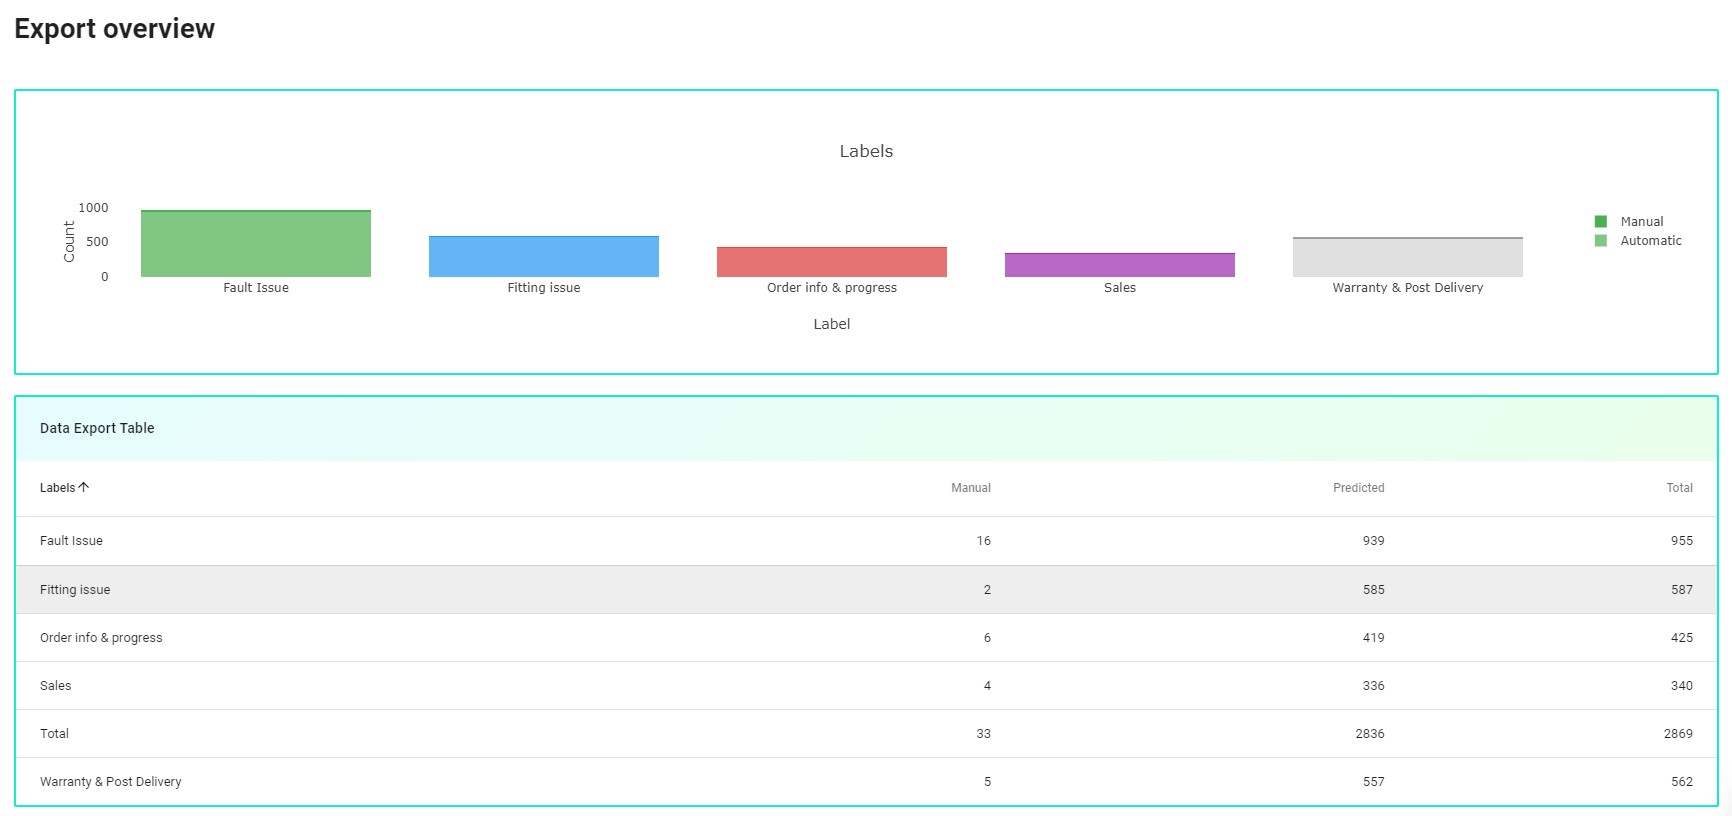 Export overview
Labels
1000
500
0
Count
Fault Issue Fitting issue Order info & progress Sales Warranty & Post Delivery
Label
Manual
Automatic
Data Export Table
Labels Manual Predicted Total
Fault Issue 16 939 955
Fitting issue 2 585 587
Order info & progress 6 419 425
Sales 4 336 340
Total 33 2836 2869
Warranty & Post Delivery 5 557 562